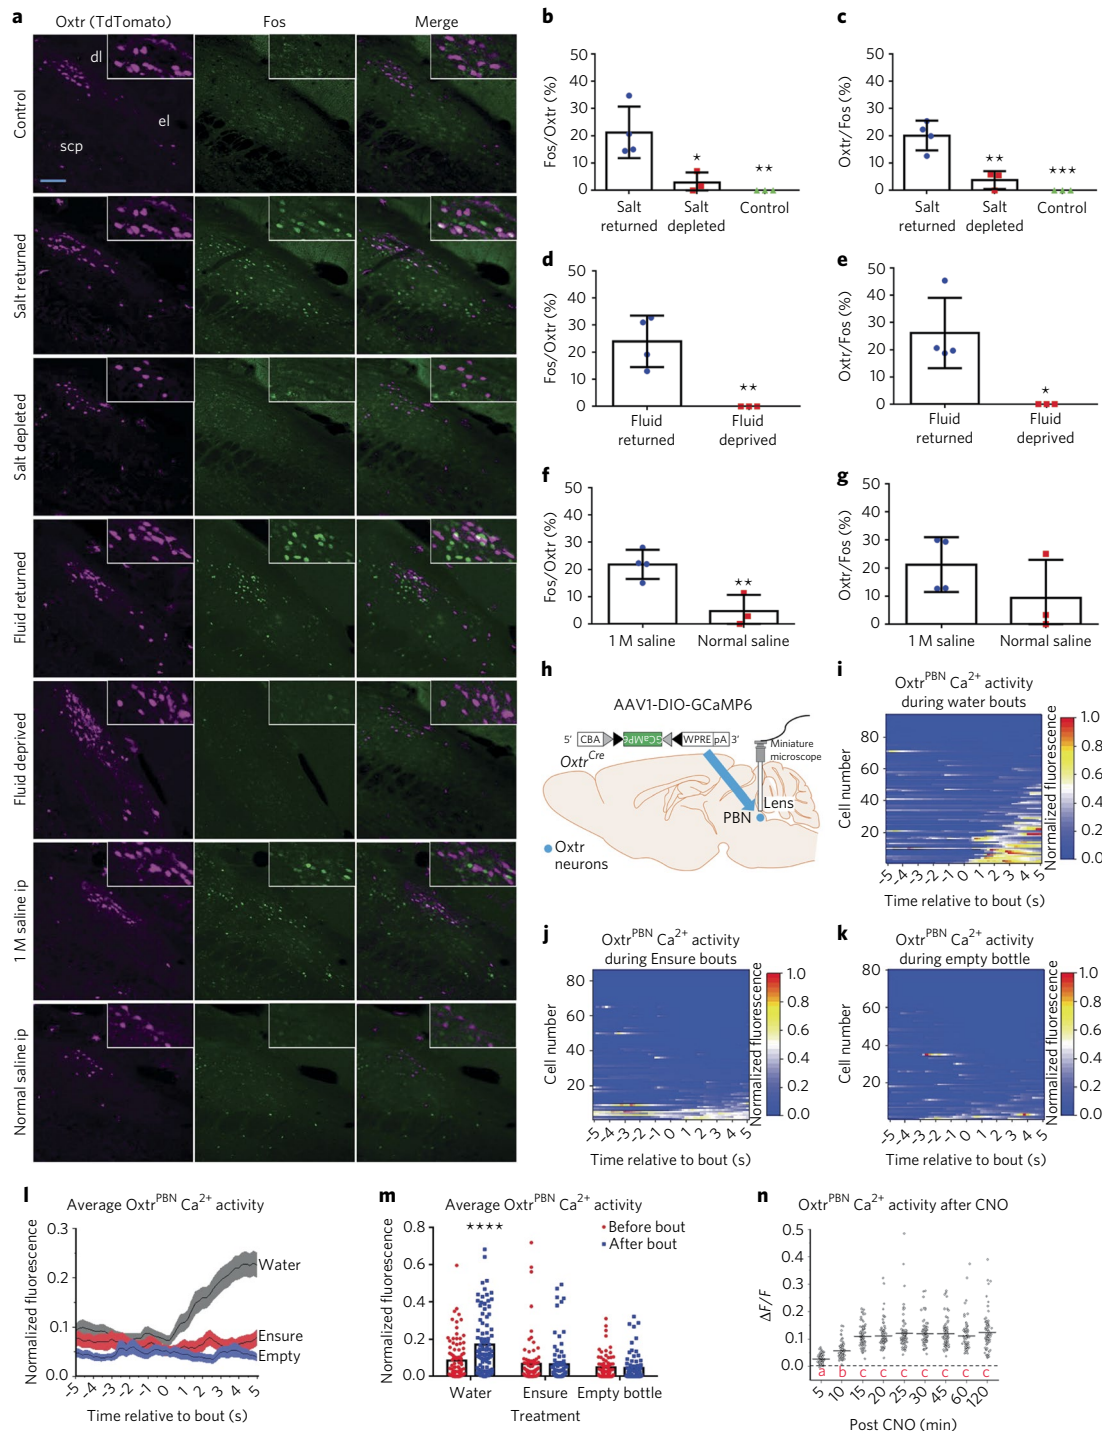 a
Oxtr (TdTomato)
Fos
Merge
Control
dl
el
scp
Salt returned
Salt depleted
Fluid returned
Fluid deprived
1 M saline ip
Normal saline ip
b
Fos/Oxtr (%)
50
40
30
20
10
0
★
★★
Salt returned
Salt depleted
Control
c
Oxtr/Fos (%)
50
40
30
20
10
0
★★
★★★
Salt returned
Salt depleted
Control
d
Fos/Oxtr (%)
50
40
30
20
10
0
★★
Fluid returned
Fluid deprived
e
Oxtr/Fos (%)
50
40
30
20
10
0
★
Fluid returned
Fluid deprived
f
Fos/Oxtr (%)
50
40
30
20
10
0
★★
1 M saline
Normal saline
g
Oxtr/Fos (%)
50
40
30
20
10
0
1 M saline
Normal saline
h
AAV1-DIO-GCaMP6
5′ CBA GCaMP6 WPRE pA 3′
Oxtr^Cre
Miniature microscope
Lens
PBN
Oxtr neurons
i
Oxtr^PBN Ca²⁺ activity
during water bouts
Cell number
80
60
40
20
-5 -4 -3 -2 -1 0 1 2 3 4 5
Time relative to bout (s)
Normalized fluorescence
1.0
0.8
0.6
0.4
0.2
0.0
j
Oxtr^PBN Ca²⁺ activity
during Ensure bouts
Cell number
80
60
40
20
-5 -4 -3 -2 -1 0 1 2 3 4 5
Time relative to bout (s)
Normalized fluorescence
1.0
0.8
0.6
0.4
0.2
0.0
k
Oxtr^PBN Ca²⁺ activity
during empty bottle
Cell number
80
60
40
20
-5 -4 -3 -2 -1 0 1 2 3 4 5
Time relative to bout (s)
Normalized fluorescence
1.0
0.8
0.6
0.4
0.2
0.0
l
Average Oxtr^PBN Ca²⁺ activity
Normalized fluorescence
0.3
0.2
0.1
0.0
Water
Ensure
Empty
-5 -4 -3 -2 -1 0 1 2 3 4 5
Time relative to bout (s)
m
Average Oxtr^PBN Ca²⁺ activity
Normalized fluorescence
0.8
0.6
0.4
0.2
0.0
★★★★
Before bout
After bout
Water
Ensure
Empty bottle
Treatment
n
Oxtr^PBN Ca²⁺ activity after CNO
ΔF/F
0.5
0.4
0.3
0.2
0.1
0.0
a b c c c c c c c
5 10 15 20 25 30 45 60 120
Post CNO (min)